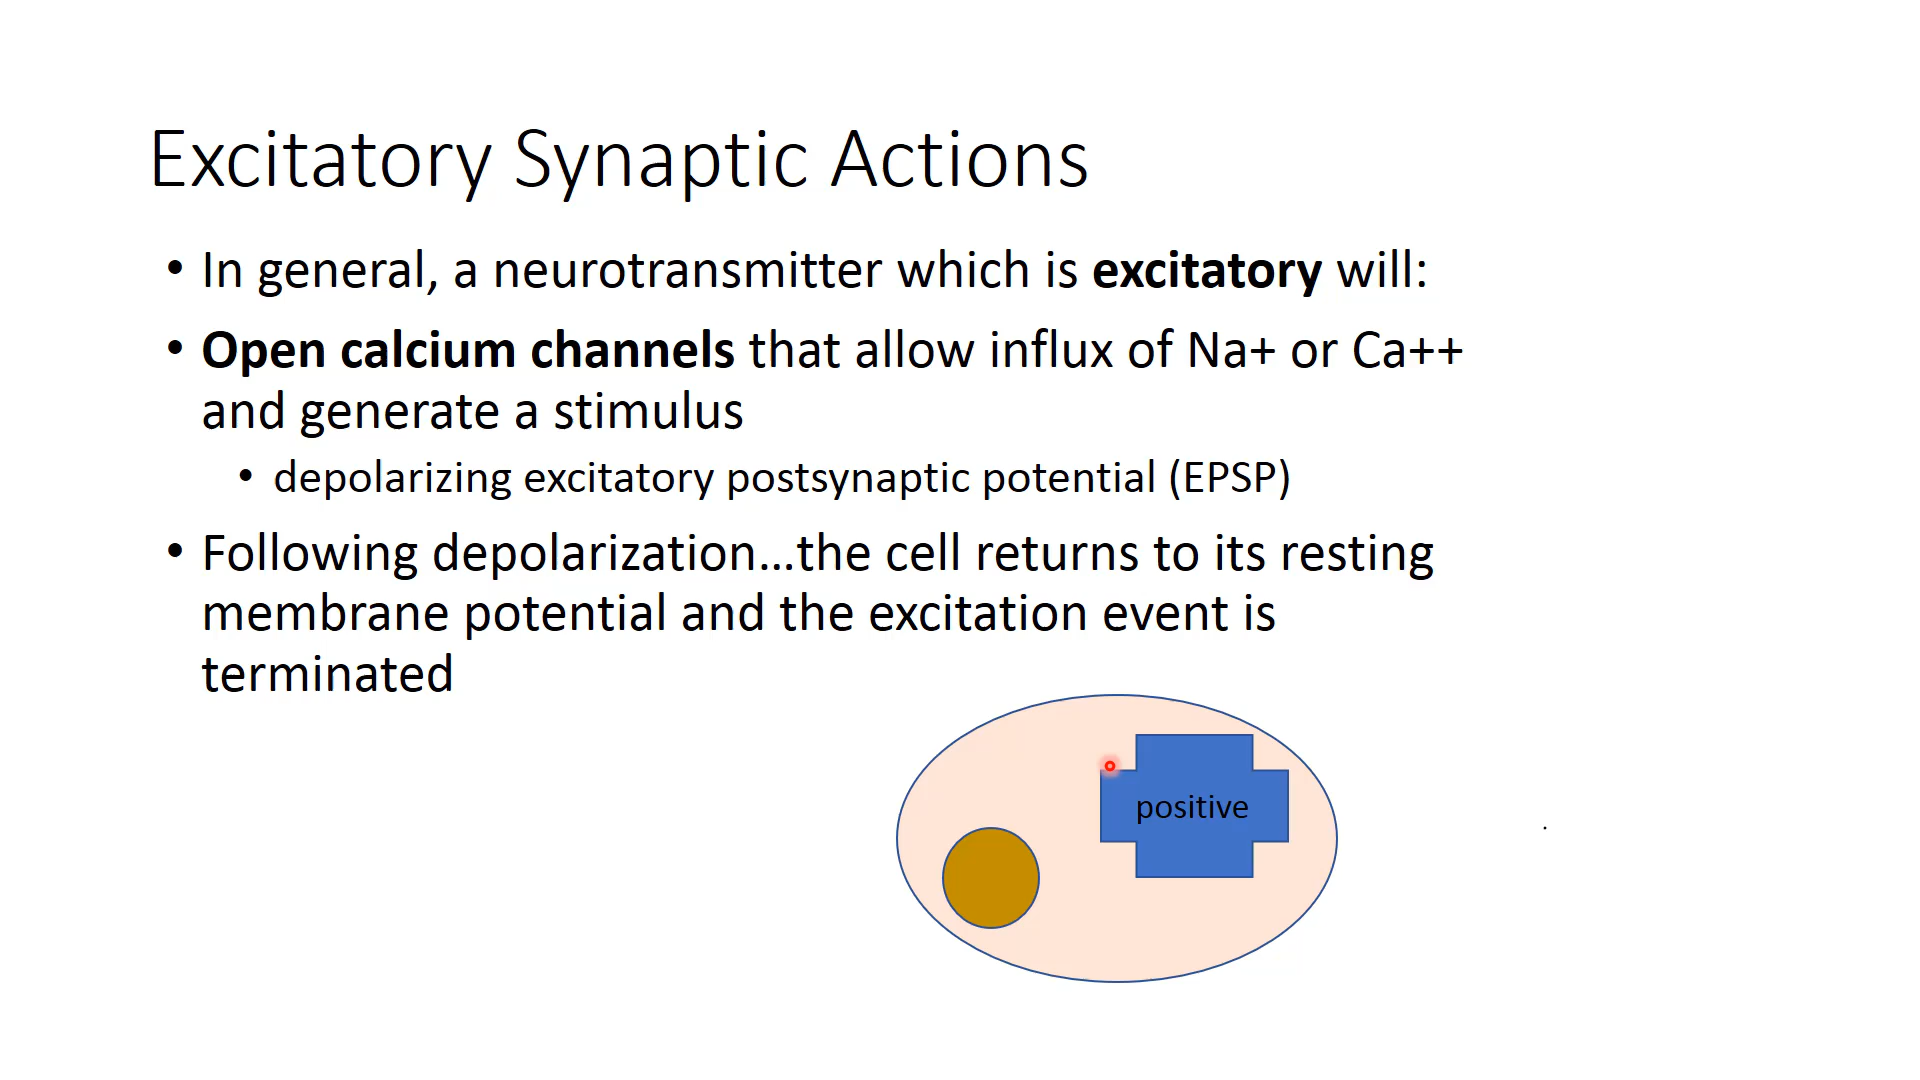 Excitatory Synaptic Actions
• In general, a neurotransmitter which is excitatory will:
• Open calcium channels that allow influx of Na+ or Ca++
and generate a stimulus
• depolarizing excitatory postsynaptic potential (EPSP)
• Following depolarization...the cell returns to its resting
membrane potential and the excitation event is
terminated
positive